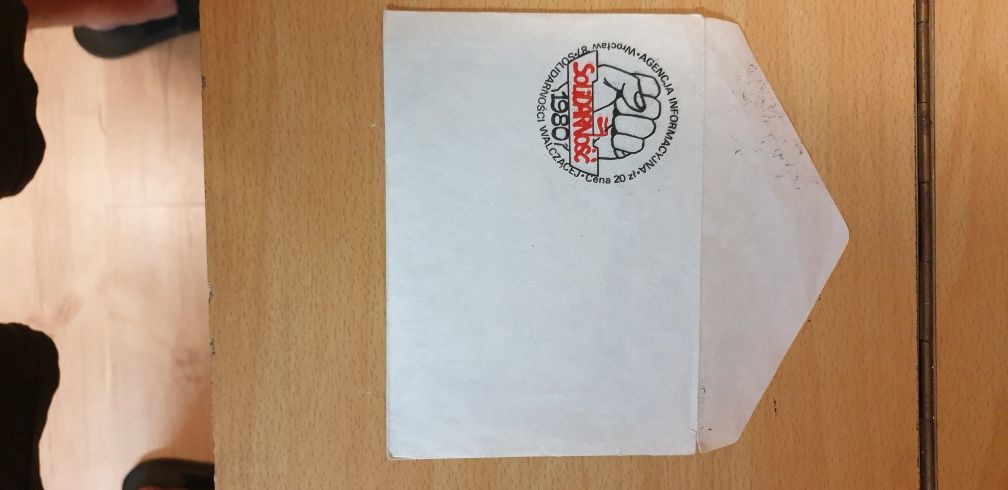 AGENCJA INFORMACYJNA • Cena 20 zł • SOLIDARNOŚCI WALCZĄCEJ • Wrocław '87 •
SOLIDARNOŚĆ
1980